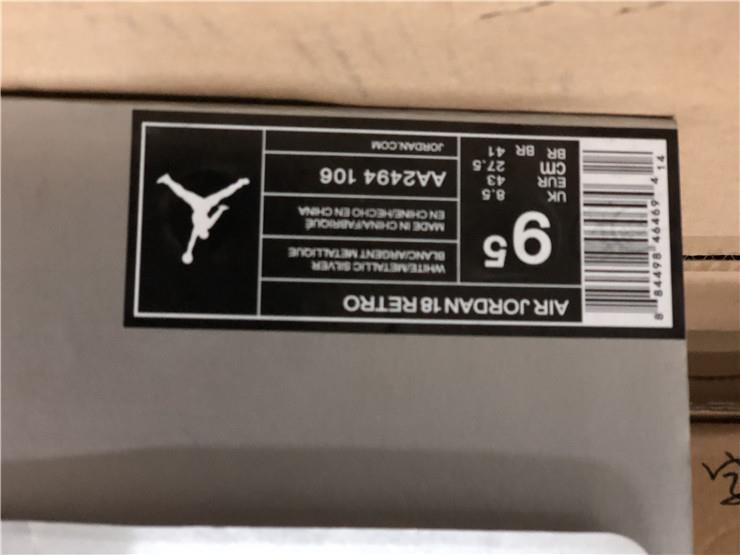 AIR JORDAN 18 RETRO
WHITE/METALLIC SILVER
BLANC/ARGENT METALLIQUE
MADE IN CHINA/FABRIQUÉ
EN CHINE/HECHO EN CHINA
AA2494 106
JORDAN.COM
9.5
UK 8.5
EUR 43
cm 27.5
BR BR 41
8 84498 46469 4 14